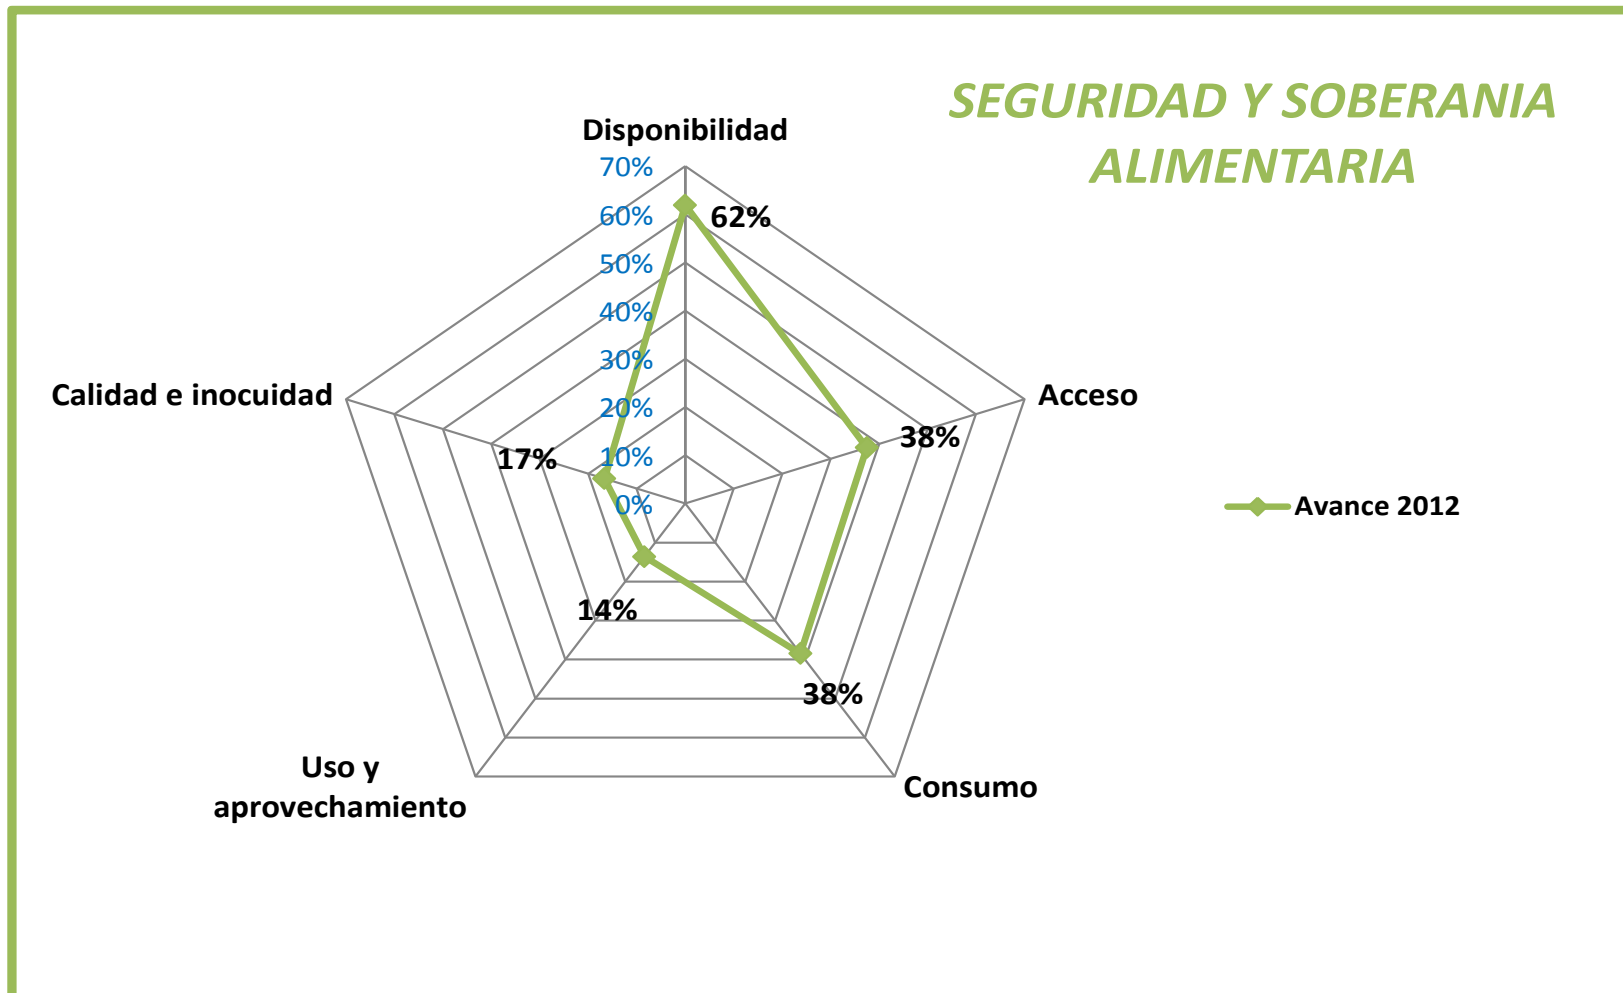 SEGURIDAD Y SOBERANIA
ALIMENTARIA
Disponibilidad
70%
60%
62%
50%
40%
30%
20%
10%
0%
Acceso
38%
Calidad e inocuidad
17%
Avance 2012
14%
38%
Uso y
aprovechamiento
Consumo